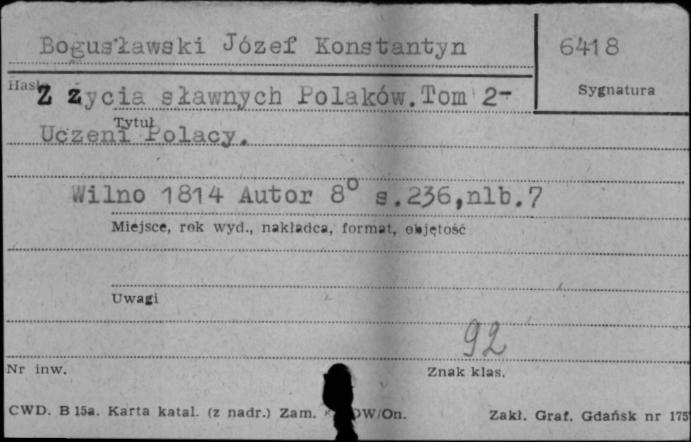 Bogusławski Józef Konstantyn
6418
Hasło
Sygnatura
Z życia sławnych Polaków. Tom 2-
Tytuł
Uczeni Polacy.
Wilno 1814 Autor 8° s.236,nlb.7
Miejsce, rok wyd., nakładca, format, objętość
Uwagi
92
Nr inw.
Znak klas.
CWD. B 15a. Karta katal. (z nadr.) Zam. OW/On.
Zakł. Graf. Gdańsk nr 175